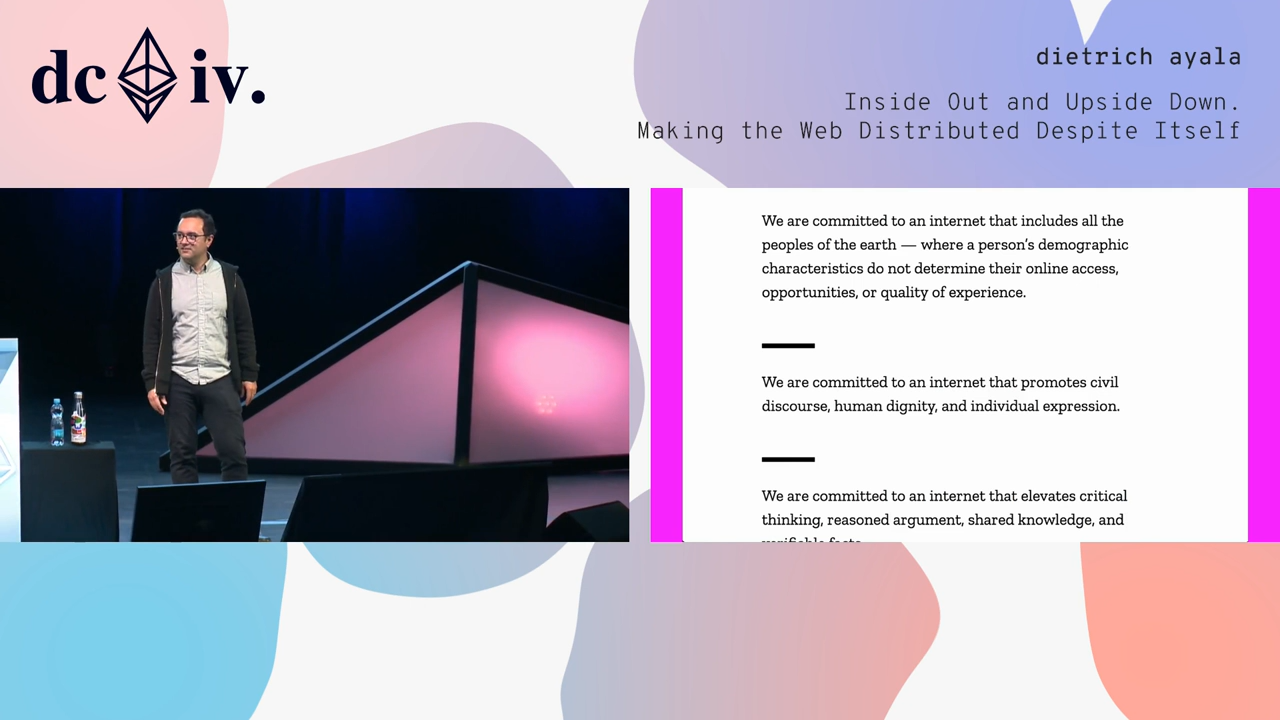 dc iv.
dietrich ayala
Inside Out and Upside Down.
Making the Web Distributed Despite Itself
We are committed to an internet that includes all the
peoples of the earth — where a person's demographic
characteristics do not determine their online access,
opportunities, or quality of experience.
We are committed to an internet that promotes civil
discourse, human dignity, and individual expression.
We are committed to an internet that elevates critical
thinking, reasoned argument, shared knowledge, and
verifiable facts.